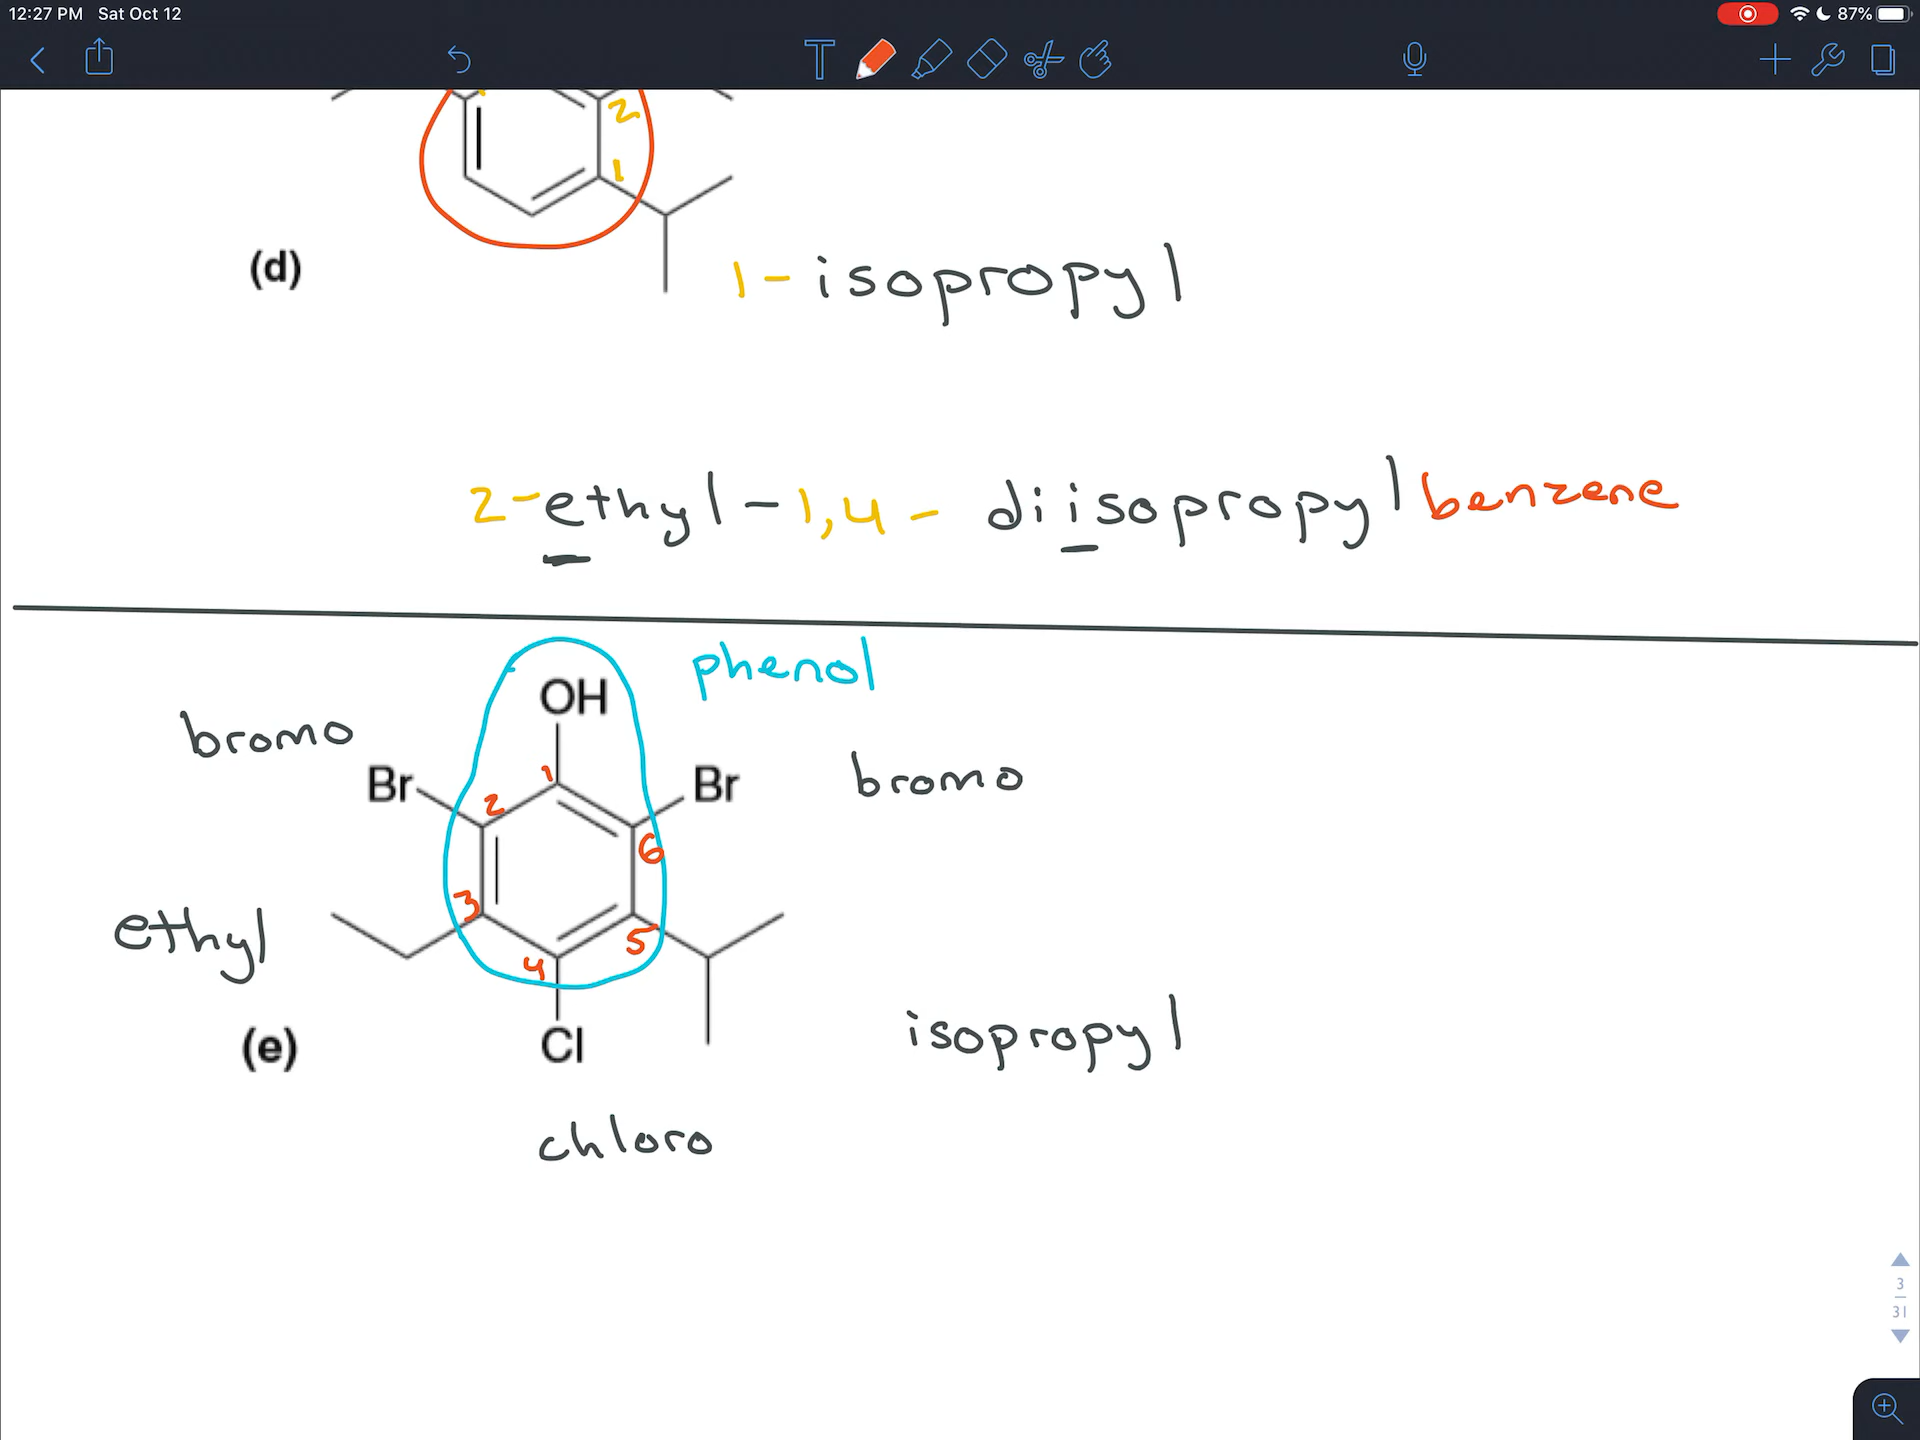 12:27 PM Sat Oct 12
87%
T
2
1
(d)
1-isopropyl
2-ethyl-1,4-diisopropylbenzene
phenol
OH
bromo
Br
1
Br
bromo
2
6
3
ethyl
5
4
isopropyl
(e)
Cl
chloro
3
31